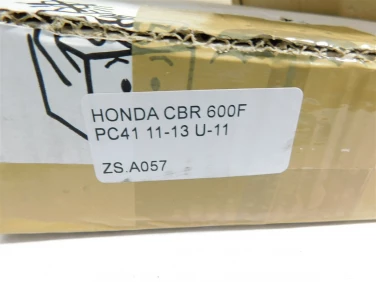 HONDA CBR 600F
PC41 11-13 U-11
ZS.A057